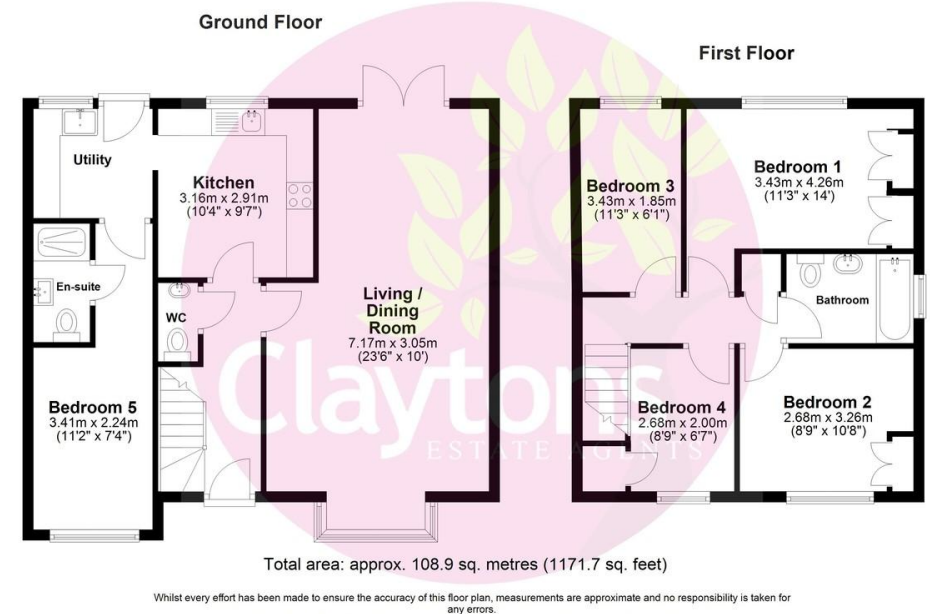 Ground Floor
First Floor
Utility
Kitchen
3.16m x 2.91m
(10'4" x 9'7")
En-suite
WC
Living /
Dining
Room
7.17m x 3.05m
(23'6" x 10')
Bedroom 5
3.41m x 2.24m
(11'2" x 7'4")
Bedroom 3
3.43m x 1.85m
(11'3" x 6'1")
Bedroom 1
3.43m x 4.26m
(11'3" x 14')
Bathroom
Bedroom 4
2.68m x 2.00m
(8'9" x 6'7")
Bedroom 2
2.68m x 3.26m
(8'9" x 10'8")
Claytons
ESTATE AGENTS
Total area: approx. 108.9 sq. metres (1171.7 sq. feet)
Whilst every effort has been made to ensure the accuracy of this floor plan, measurements are approximate and no responsibility is taken for
any errors.